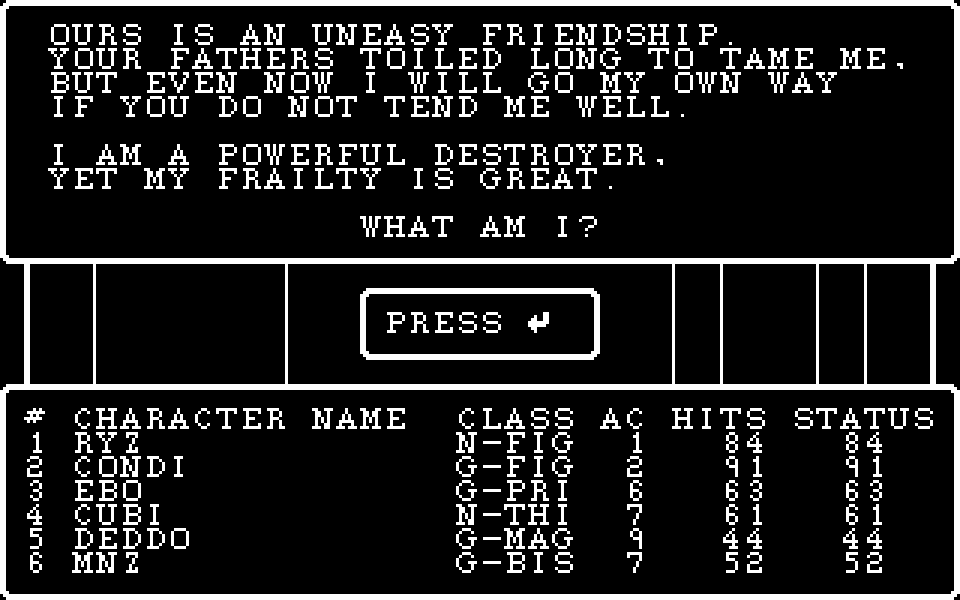 OURS IS AN UNEASY FRIENDSHIP.
YOUR FATHERS TOILED LONG TO TAME ME,
BUT EVEN NOW I WILL GO MY OWN WAY
IF YOU DO NOT TEND ME WELL.
I AM A POWERFUL DESTROYER,
YET MY FRAILTY IS GREAT.
WHAT AM I?
PRESS ↵
# CHARACTER NAME CLASS AC HITS STATUS
1 RYZ N-FIG 1 84 84
2 CONDI G-FIG 2 91 91
3 EBO G-PRI 6 63 63
4 CUBI N-THI 7 61 61
5 DEDDO G-MAG 9 44 44
6 MNZ G-BIS 7 52 52